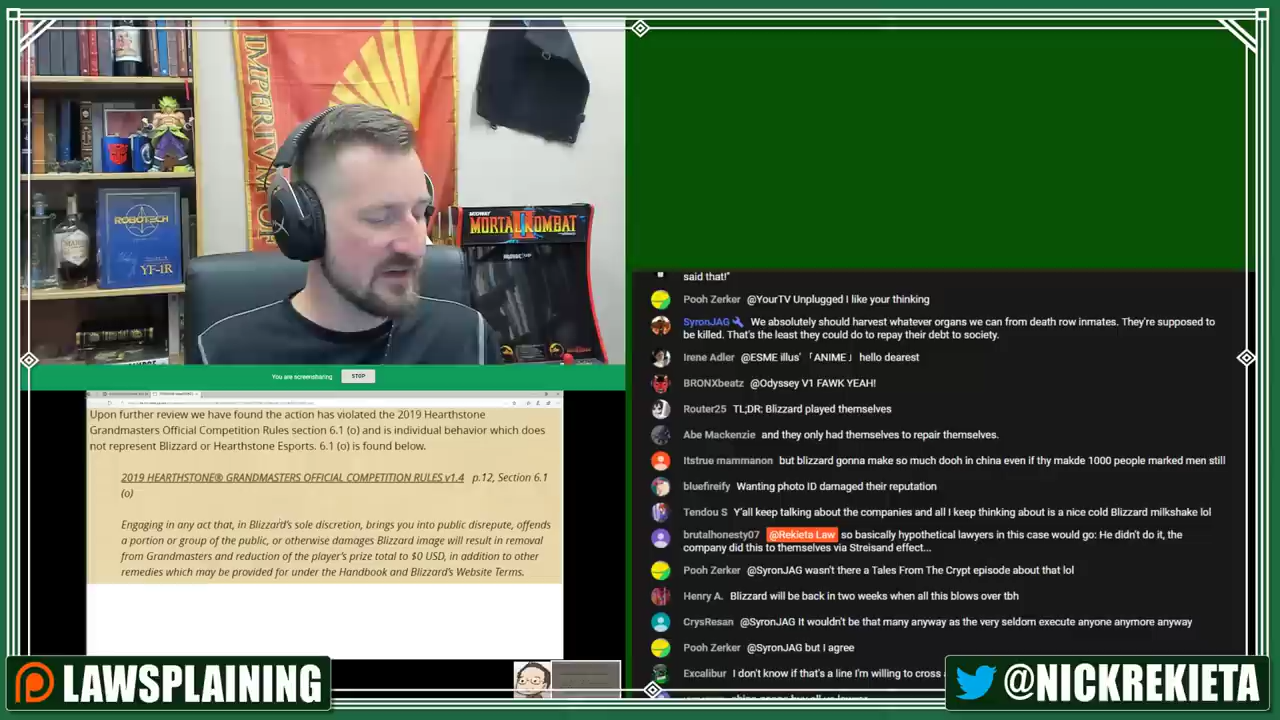 IMPERIVM
ROBOTECH
YF-1R
MIDWAY
MORTAL KOMBAT
II
You are screensharing
STOP
Upon further review we have found the action has violated the 2019 Hearthstone
Grandmasters Official Competition Rules section 6.1 (o) and is individual behavior which does
not represent Blizzard or Hearthstone Esports. 6.1 (o) is found below.
2019 HEARTHSTONE® GRANDMASTERS OFFICIAL COMPETITION RULES v1.4 p.12, Section 6.1
(o)
Engaging in any act that, in Blizzard's sole discretion, brings you into public disrepute, offends
a portion or group of the public, or otherwise damages Blizzard image will result in removal
from Grandmasters and reduction of the player's prize total to $0 USD, in addition to other
remedies which may be provided for under the Handbook and Blizzard's Website Terms.
said that!"
Pooh Zerker @YourTV Unplugged I like your thinking
SyronJAG We absolutely should harvest whatever organs we can from death row inmates. They're supposed to
be killed. That's the least they could do to repay their debt to society.
Irene Adler @ESME illus' 「ANIME」 hello dearest
BRONXbeatz @Odyssey V1 FAWK YEAH!
Router25 TL;DR: Blizzard played themselves
Abe Mackenzie and they only had themselves to repair themselves.
Itstrue mammanon but blizzard gonna make so much dooh in china even if thy makde 1000 people marked men still
bluefireify Wanting photo ID damaged their reputation
Tendou S Y'all keep talking about the companies and all I keep thinking about is a nice cold Blizzard milkshake lol
brutalhonesty07 @Rekieta Law so basically hypothetical lawyers in this case would go: He didn't do it, the
company did this to themselves via Streisand effect...
Pooh Zerker @SyronJAG wasn't there a Tales From The Crypt episode about that lol
Henry A. Blizzard will be back in two weeks when all this blows over tbh
CrysResan @SyronJAG It wouldn't be that many anyway as the very seldom execute anyone anymore anyway
Pooh Zerker @SyronJAG but I agree
Excalibur I don't know if that's a line I'm willing to cross
LAWSPLAINING
@NICKREKIETA